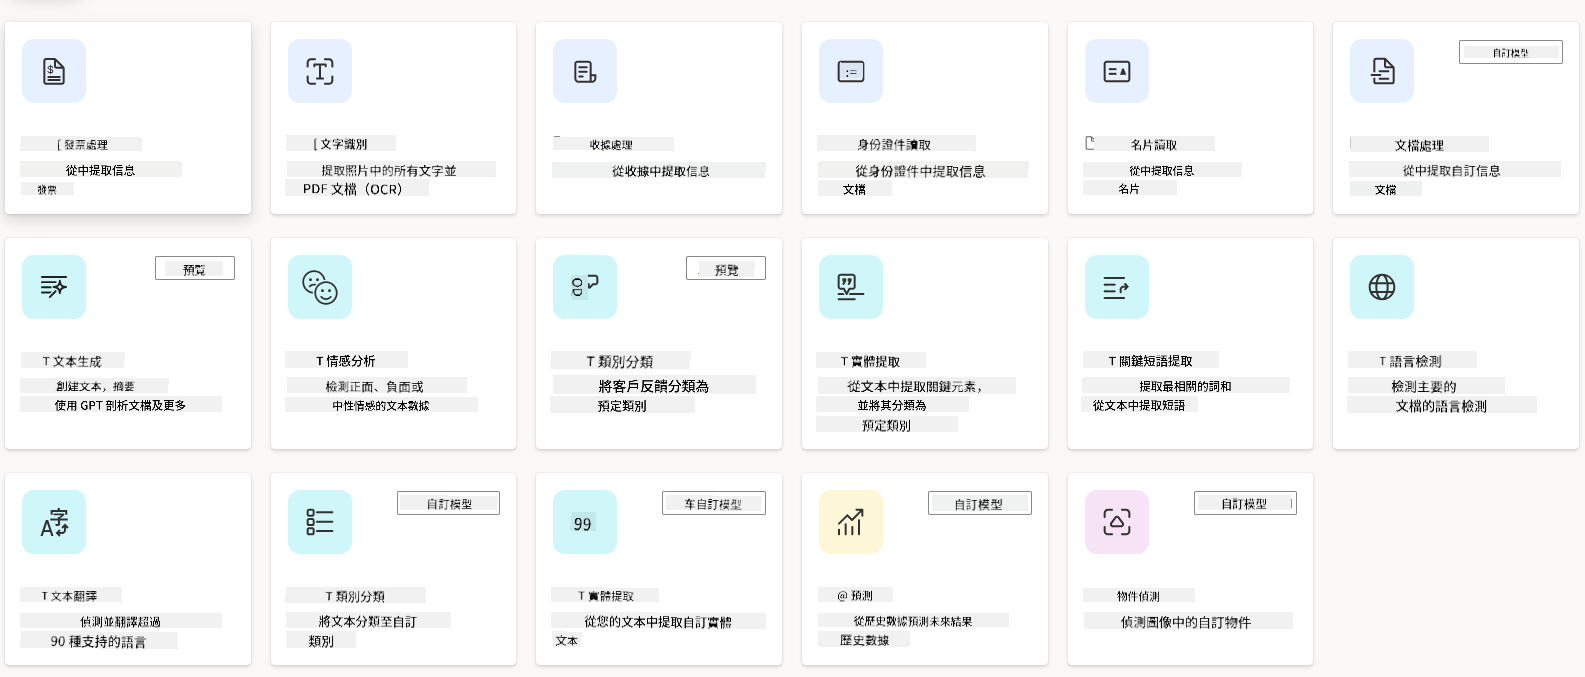 [ 發票處理
從中提取信息
發票
[ 文字識別
提取照片中的所有文字並
PDF 文檔（OCR）
收據處理
從收據中提取信息
身份證件讀取
從身份證件中提取信息
文檔
名片讀取
從中提取信息
名片
自訂模型
文檔處理
從中提取自訂信息
文檔
預覧
T 文本生成
創建文本，摘要
使用 GPT 剖析文檔及更多
T 情感分析
檢測正面、負面或
中性情感的文本數據
預覽
T 類別分類
將客戶反饋分類為
預定類別
T 實體提取
從文本中提取關鍵元素，
並將其分類為
預定類別
T 關鍵短語提取
提取最相關的詞和
從文本中提取短語
T 語言檢測
檢測主要的
文檔的語言檢測
T 文本翻譯
偵測並翻譯超過
90 種支持的語言
自訂模型
T 類別分類
將文本分類至自訂
類別
车自訂模型
99
T 實體提取
從您的文本中提取自訂實體
文本
自訂模型
@ 預測
從歷史數據預測未來結果
歷史數據
自訂模型
物件偵測
偵測圖像中的自訂物件